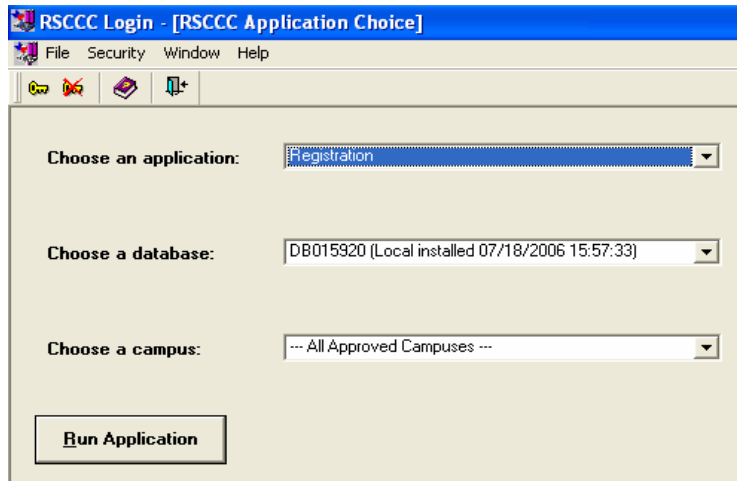 RSCCC Login - [RSCCC Application Choice]
File Security Window Help
Choose an application: Registration
Choose a database: DB015920 (Local installed 07/18/2006 15:57:33)
Choose a campus: --- All Approved Campuses ---
Run Application